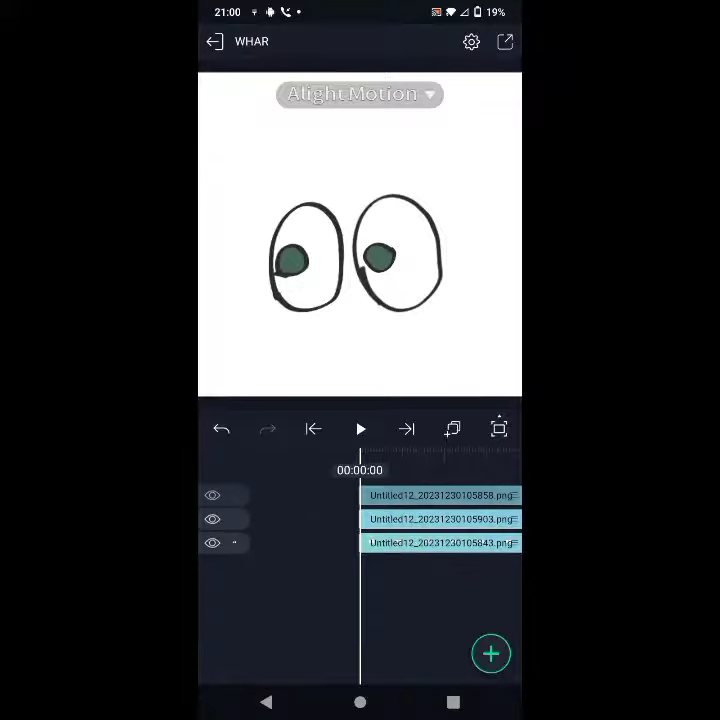 21:00
19%
WHAR
Alight Motion
00:00:00
Untitled12_20231230105858.png
Untitled12_20231230105903.png
Untitled12_20231230105843.png